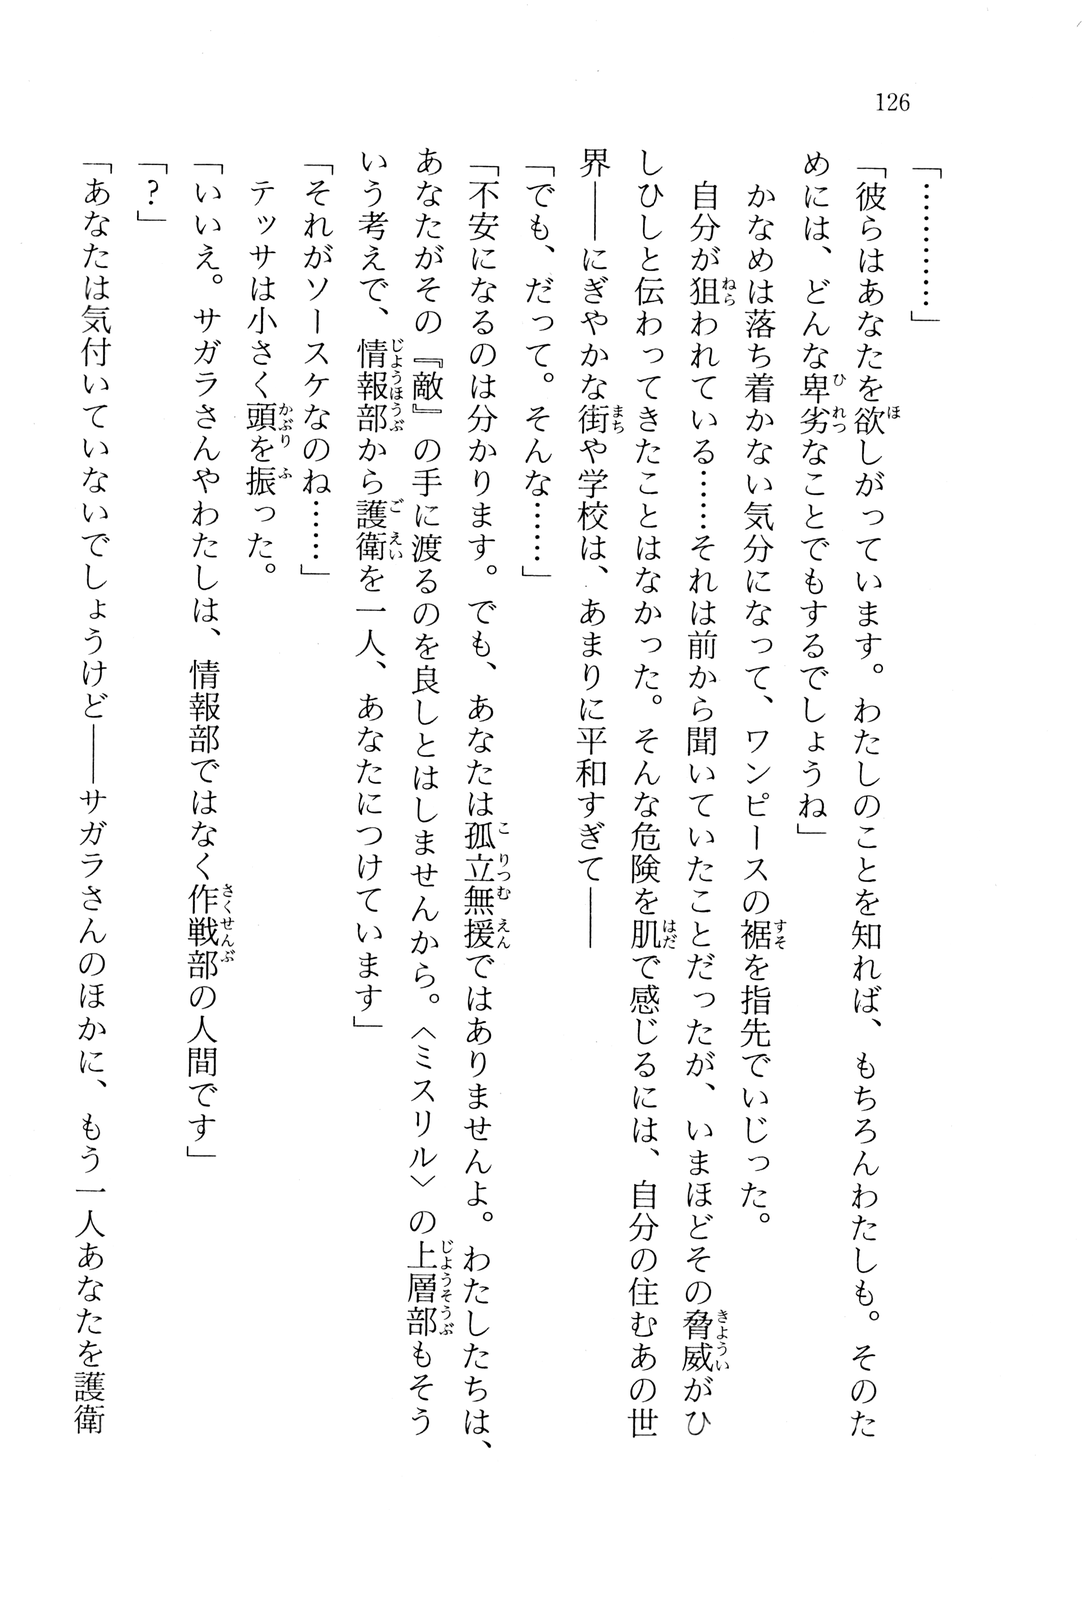 126
「…………」
「彼らはあなたを欲しがっています。わたしのことを知れば、もちろんわたしも。そのた
めには、どんな卑劣なことでもするでしょうね」
　かなめは落ち着かない気分になって、ワンピースの裾を指先でいじった。
　自分が狙われている……それは前から聞いていたことだったが、いまほどその脅威がひ
しひしと伝わってきたことはなかった。そんな危険を肌で感じるには、自分の住むあの世
界――にぎやかな街や学校は、あまりに平和すぎて――
「でも、だって。そんな……」
「不安になるのは分かります。でも、あなたは孤立無援ではありませんよ。わたしたちは、
あなたがその『敵』の手に渡るのを良しとはしませんから。〈ミスリル〉の上層部もそう
いう考えで、情報部から護衛を一人、あなたにつけています」
「それがソースケなのね……」
　テッサは小さく頭を振った。
「いいえ。サガラさんやわたしは、情報部ではなく作戦部の人間です」
「?」
「あなたは気付いていないでしょうけど――サガラさんのほかに、もう一人あなたを護衛